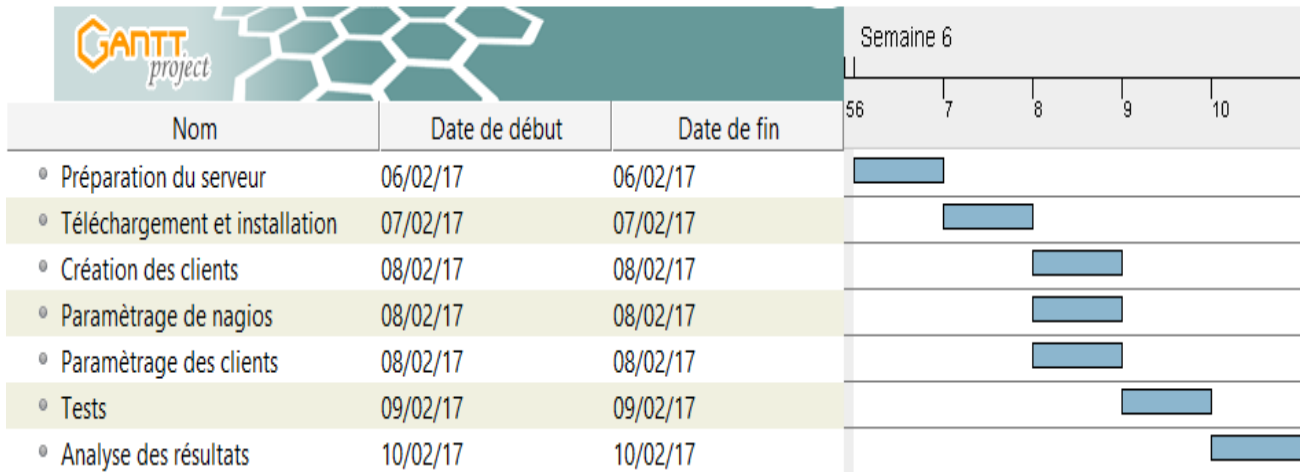 GANTT
project
Semaine 6
56 7 8 9 10
Nom Date de début Date de fin
Préparation du serveur 06/02/17 06/02/17
Téléchargement et installation 07/02/17 07/02/17
Création des clients 08/02/17 08/02/17
Paramètrage de nagios 08/02/17 08/02/17
Paramètrage des clients 08/02/17 08/02/17
Tests 09/02/17 09/02/17
Analyse des résultats 10/02/17 10/02/17